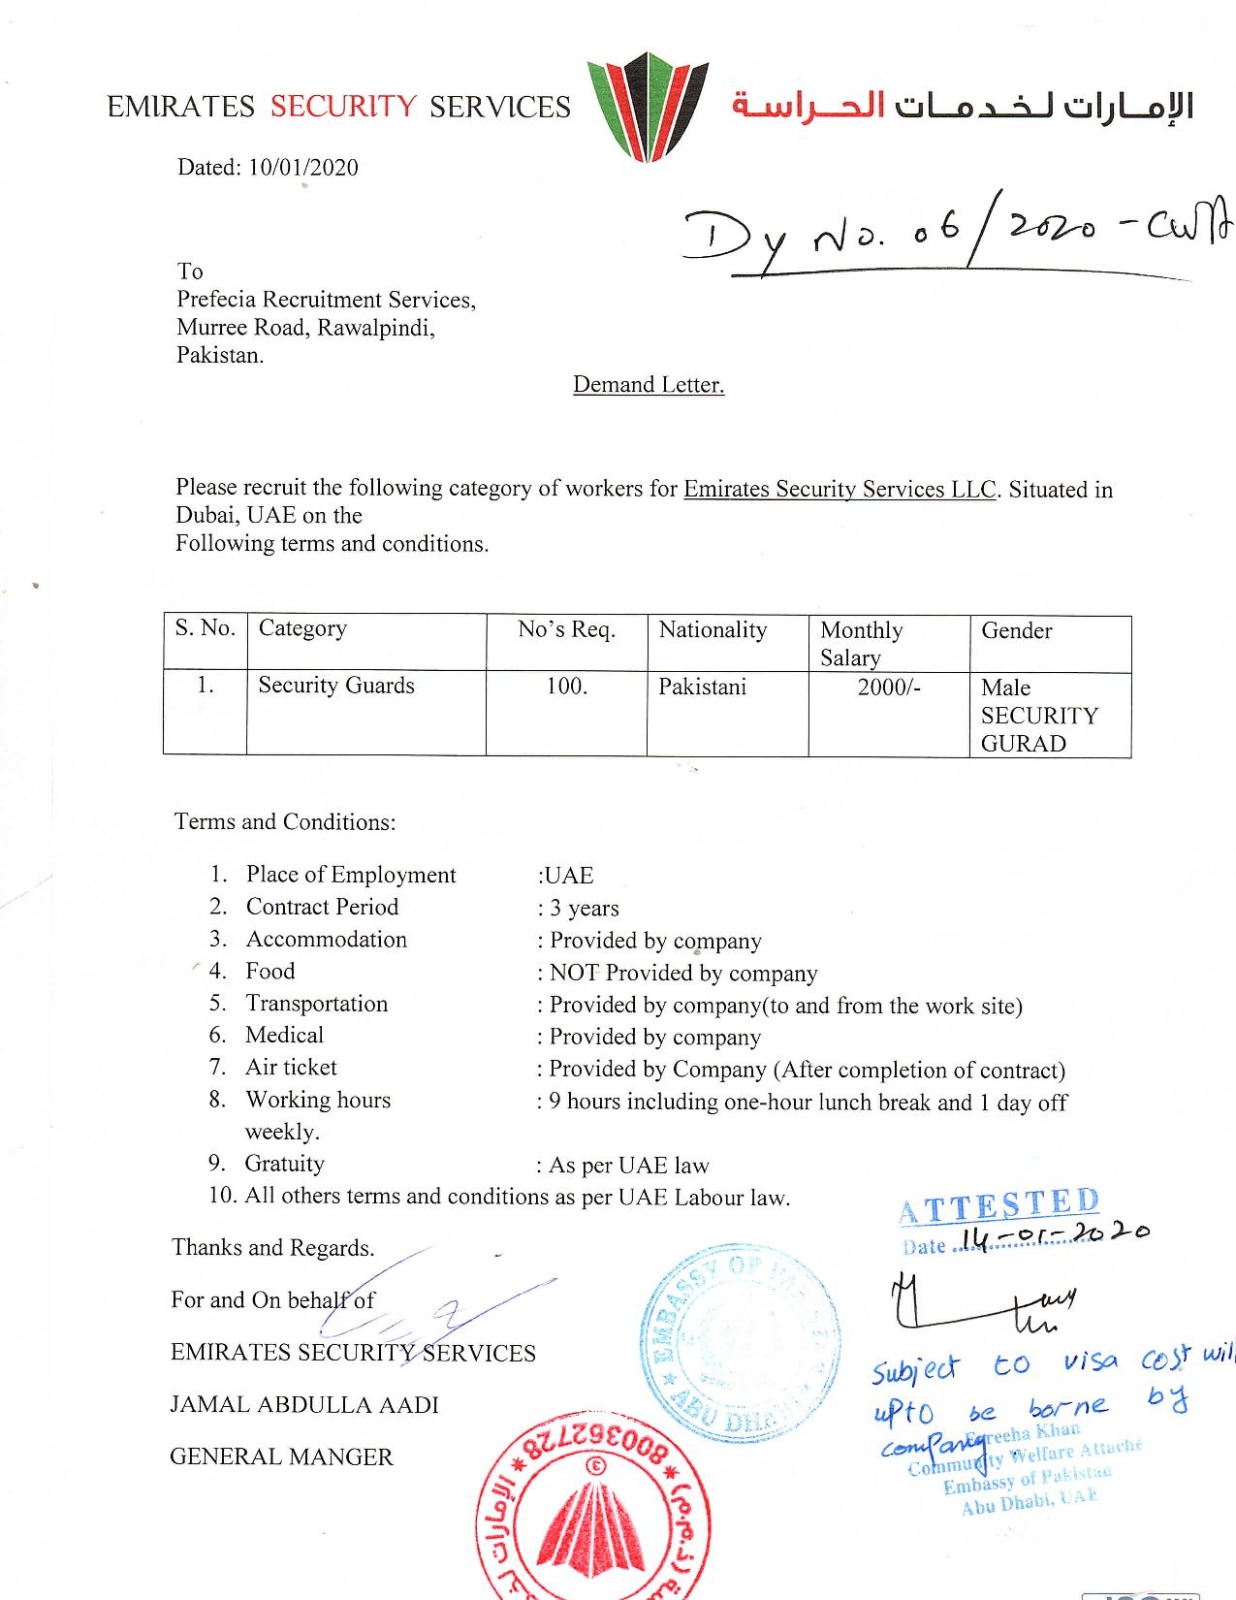 EMIRATES SECURITY SERVICES
الإمارات لخدمات الحراسة
Dated: 10/01/2020
Dy No. 06/2020 - CWA
To
Prefecia Recruitment Services,
Murree Road, Rawalpindi,
Pakistan.
Demand Letter.
Please recruit the following category of workers for Emirates Security Services LLC. Situated in
Dubai, UAE on the
Following terms and conditions.
S. No. Category No's Req. Nationality Monthly Salary Gender
1. Security Guards 100. Pakistani 2000/- Male
SECURITY
GURAD
Terms and Conditions:
1. Place of Employment :UAE
2. Contract Period : 3 years
3. Accommodation : Provided by company
4. Food : NOT Provided by company
5. Transportation : Provided by company(to and from the work site)
6. Medical : Provided by company
7. Air ticket : Provided by Company (After completion of contract)
8. Working hours : 9 hours including one-hour lunch break and 1 day off
weekly.
9. Gratuity : As per UAE law
10. All others terms and conditions as per UAE Labour law.
ATTESTED
Date 14-01-2020
Thanks and Regards.
For and On behalf of
EMIRATES SECURITY SERVICES
JAMAL ABDULLA AADI
GENERAL MANGER
EMBASSY OF
ABU DHABI
Subject to visa cost will
upto be borne by
company
Khan
Community Welfare Attaché
Embassy of Pakistan
Abu Dhabi, UAE
8003662728
الإمارات
(ذ.م.م)